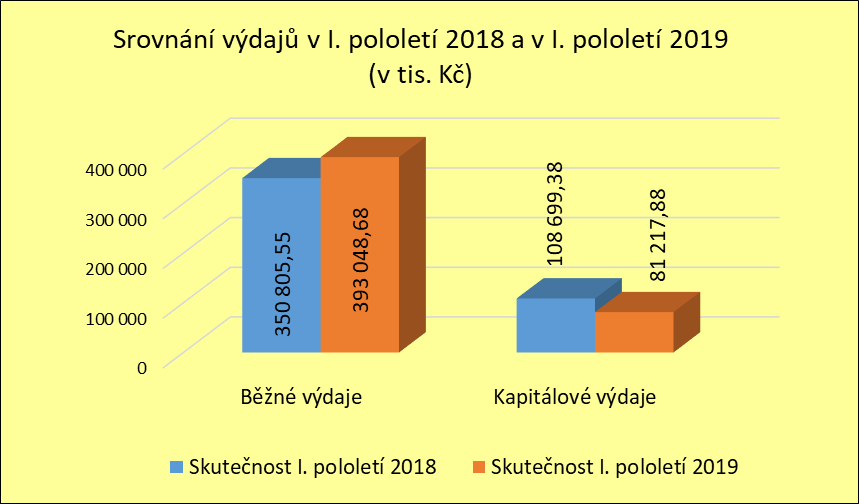 Srovnání výdajů v I. pololetí 2018 a v I. pololetí 2019
(v tis. Kč)
400 000
300 000
200 000
100 000
0
350 805,55
393 048,68
108 699,38
81 217,88
Běžné výdaje
Kapitálové výdaje
Skutečnost I. pololetí 2018
Skutečnost I. pololetí 2019